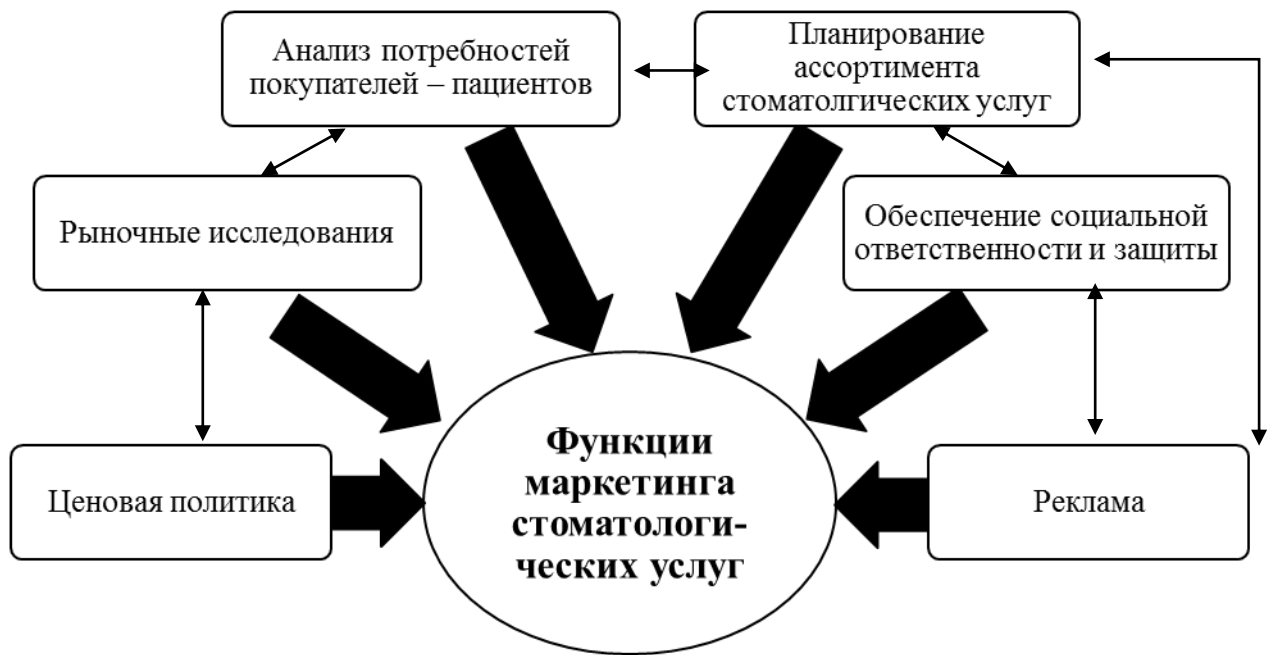 Анализ потребностей
покупателей – пациентов
Планирование
ассортимента
стоматолгических услуг
Рыночные исследования
Обеспечение социальной
ответственности и защиты
Ценовая политика
Функции
маркетинга
стоматологи-
ческих услуг
Реклама